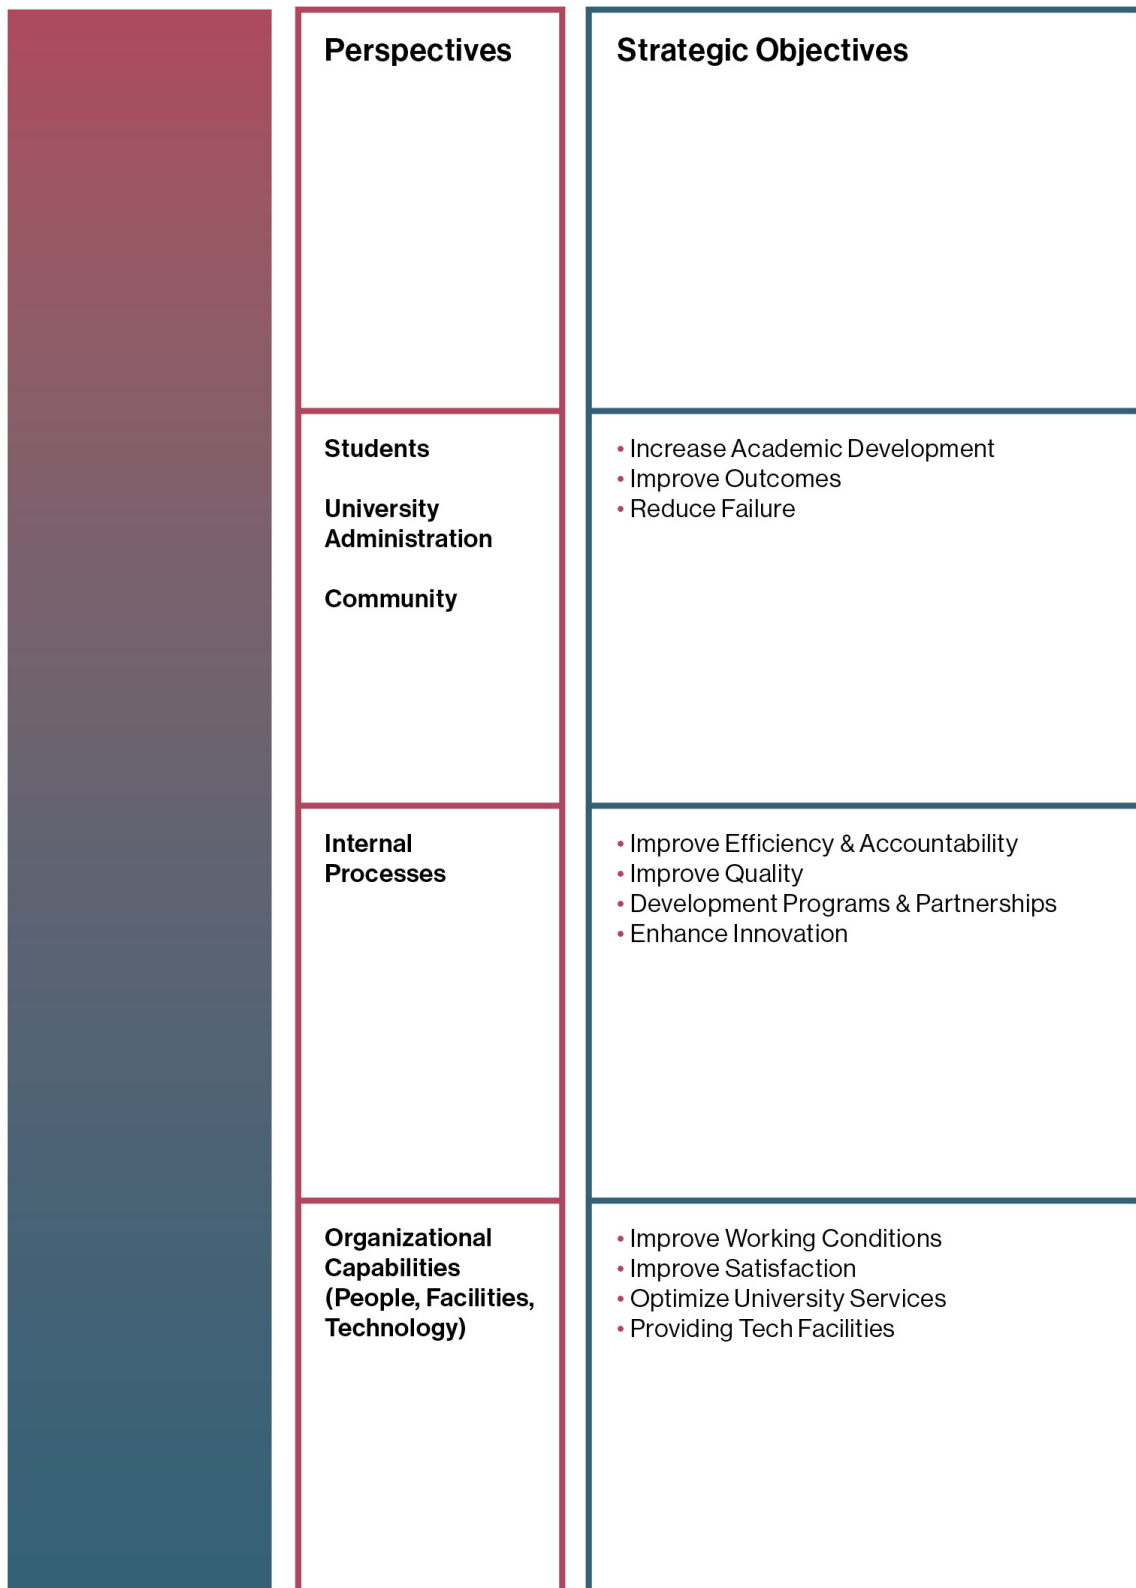 Perspectives
Strategic Objectives
Students
University
Administration
Community
• Increase Academic Development
• Improve Outcomes
• Reduce Failure
Internal
Processes
• Improve Efficiency & Accountability
• Improve Quality
• Development Programs & Partnerships
• Enhance Innovation
Organizational
Capabilities
(People, Facilities,
Technology)
• Improve Working Conditions
• Improve Satisfaction
• Optimize University Services
• Providing Tech Facilities